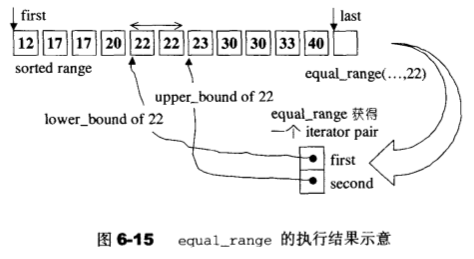 first
last
12 17 17 20 22 22 23 30 30 33 40
sorted range
equal_range(…,22)
upper_bound of 22
lower_bound of 22
equal_range 获得
一个 iterator pair
first
second
图 6-15 equal_range 的执行结果示意